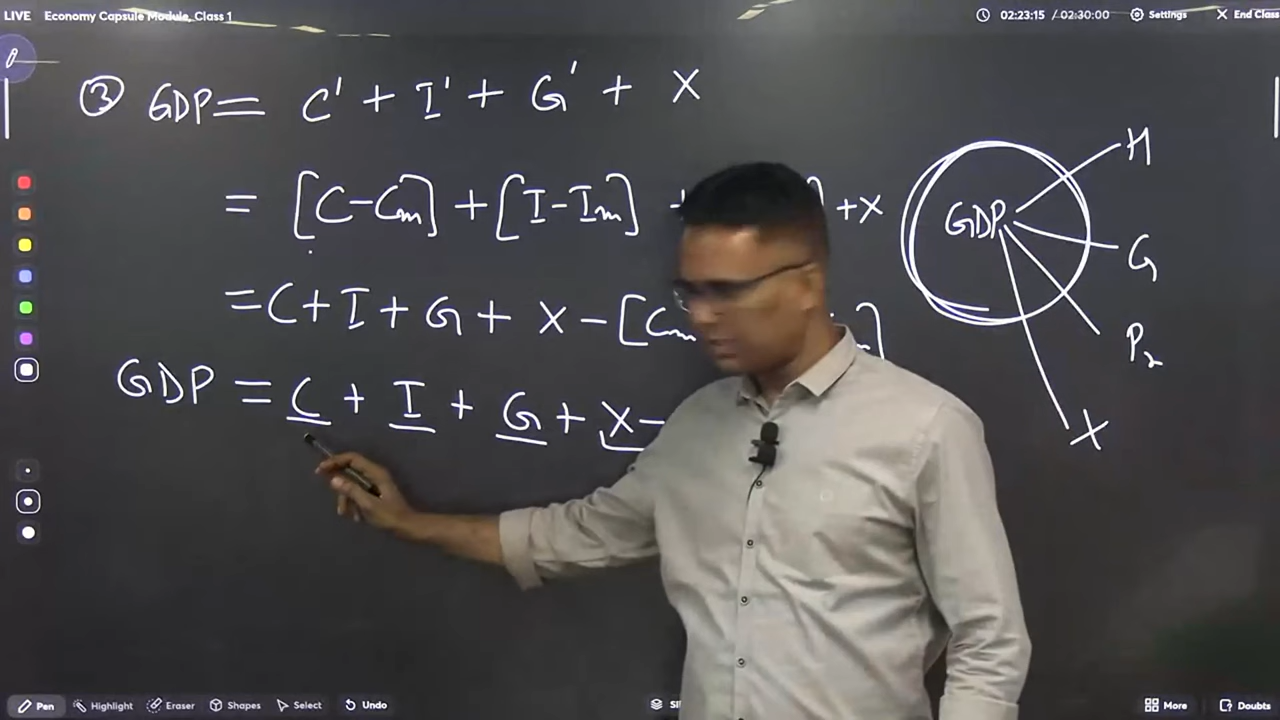 LIVE Economy Capsule Module, Class 1 02:23:15 / 02:30:00 Settings End Class
③ GDP = C' + I' + G' + X
= [C-Cm] + [I-Im] + ] +X
= C + I + G + X - [Cm ]
GDP = C + I + G + X -
GDP
H
G
P2
X
Pen Highlight Eraser Shapes Select Undo More Doubts